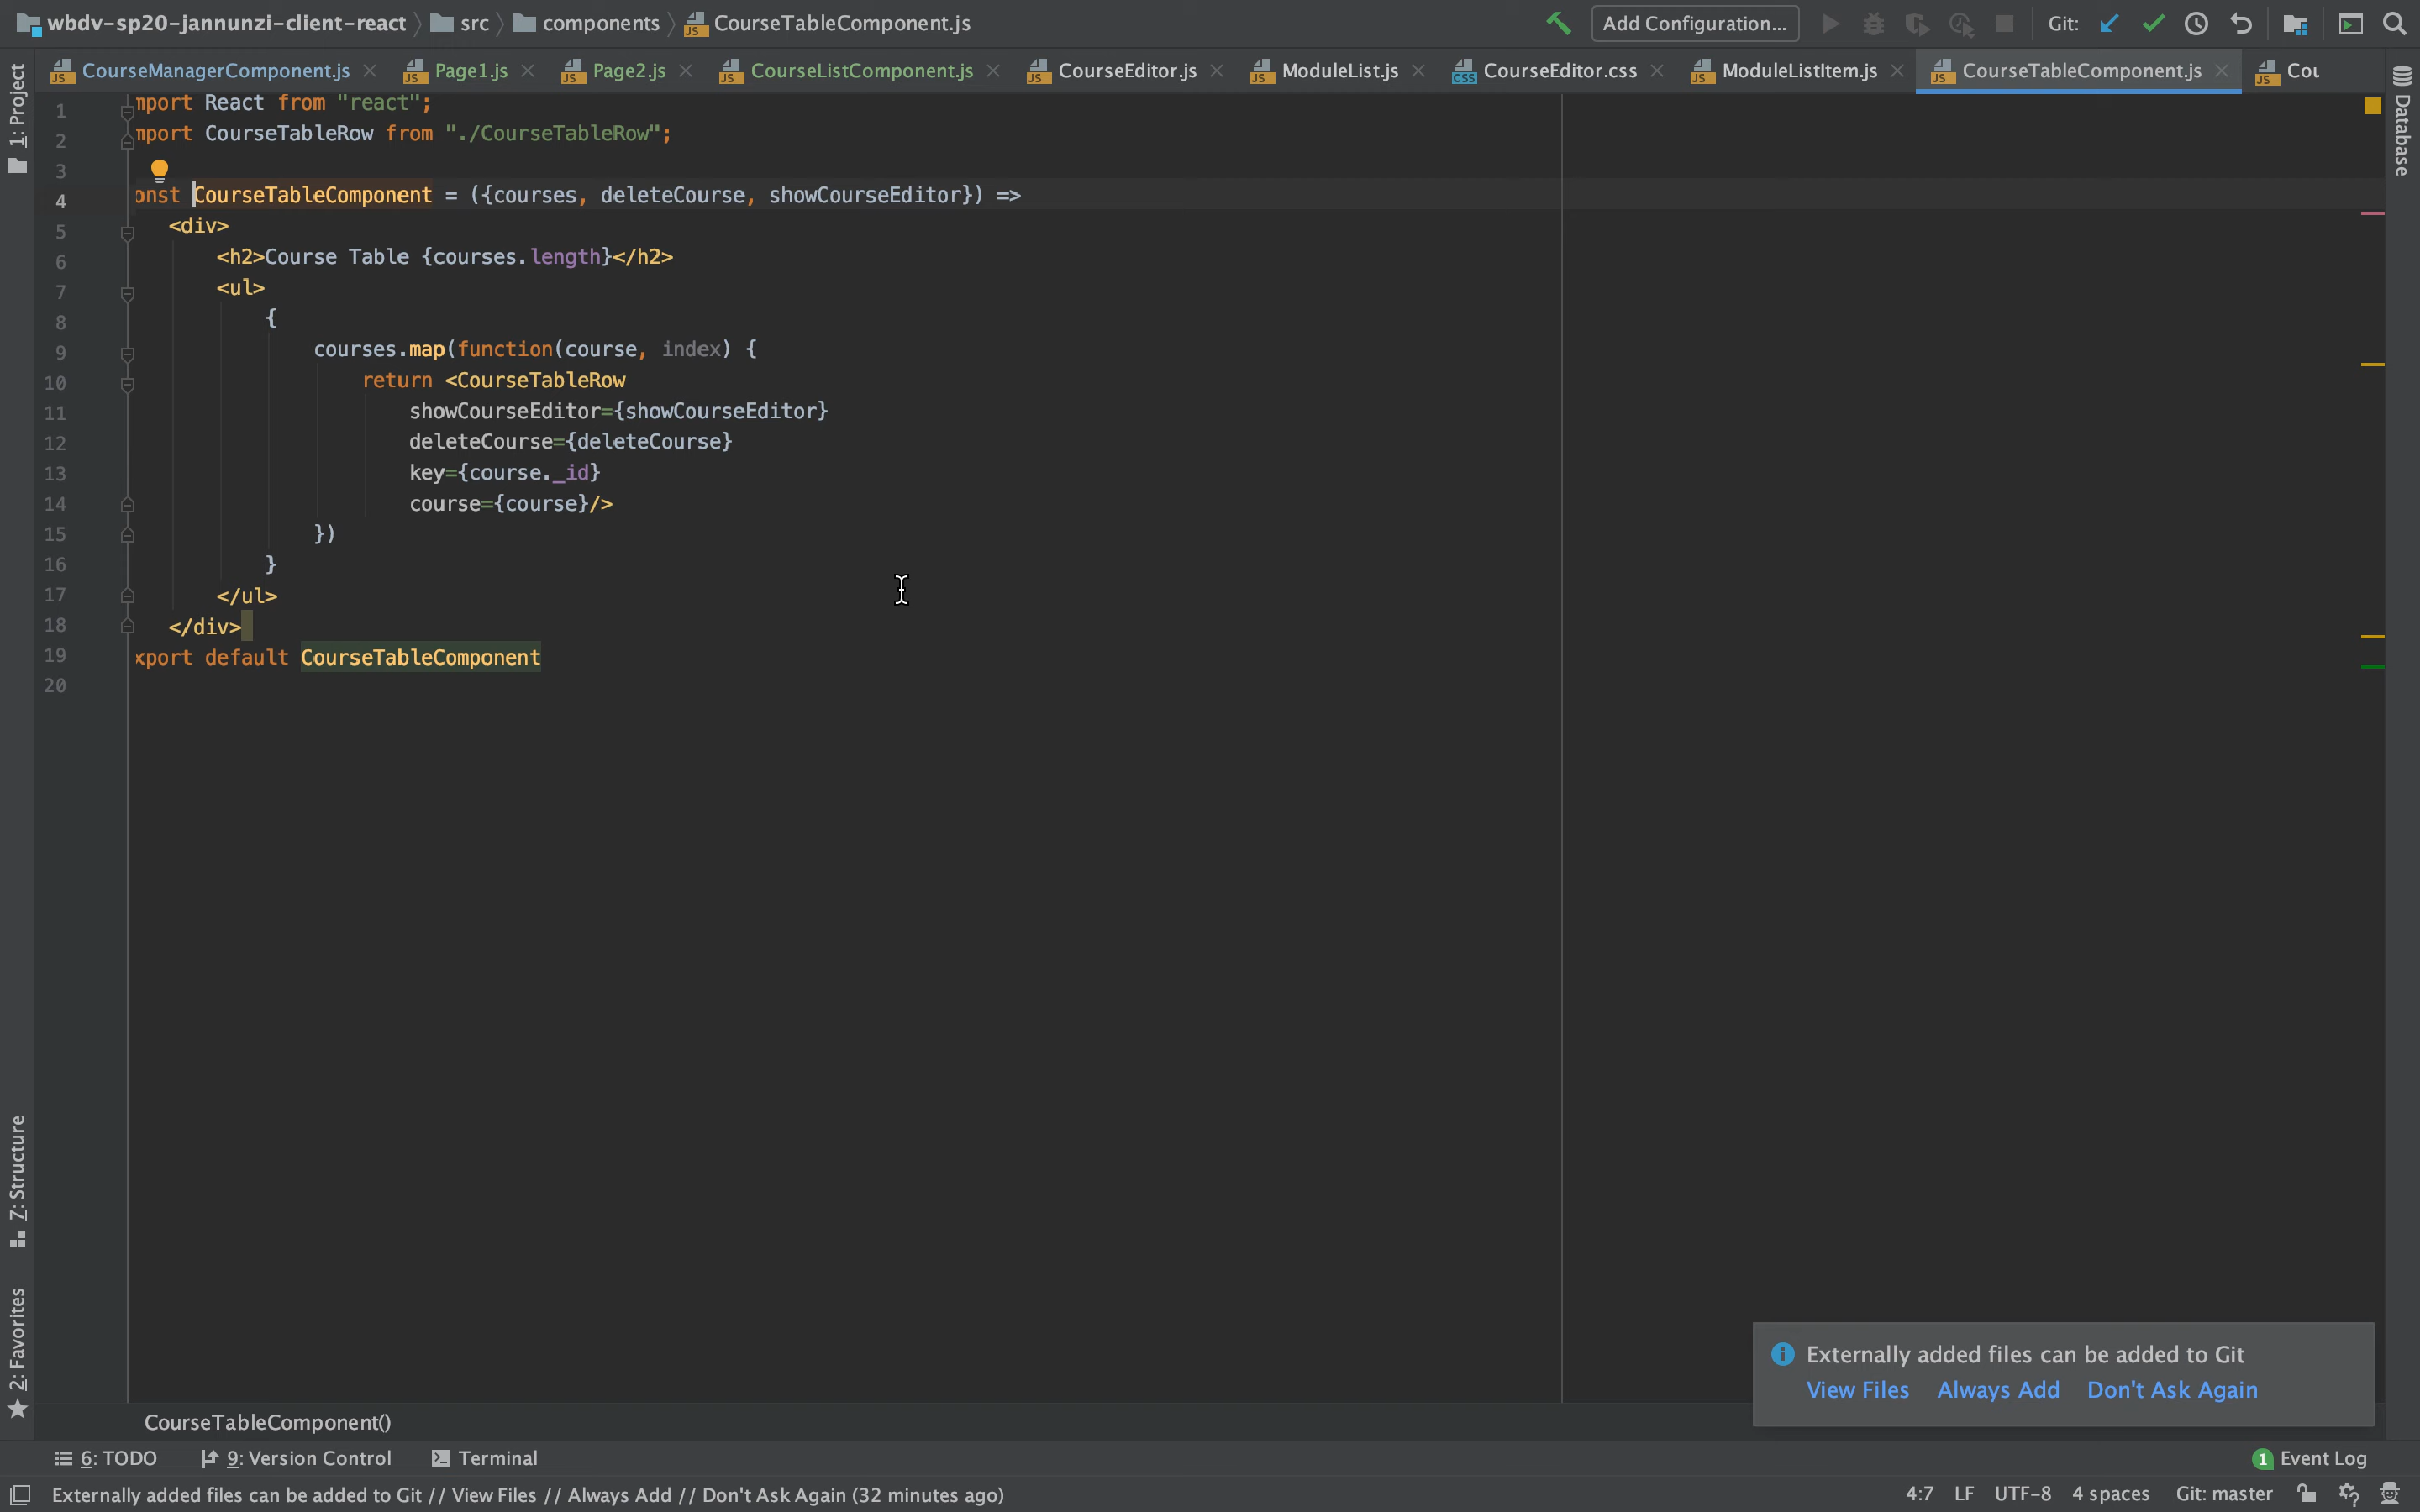 wbdv-sp20-jannunzi-client-react src components CourseTableComponent.js Add Configuration... Git:
CourseManagerComponent.js Page1.js Page2.js CourseListComponent.js CourseEditor.js ModuleList.js CourseEditor.css ModuleListItem.js CourseTableComponent.js Cou
1: Project
Database
1 mport React from "react";
2 mport CourseTableRow from "./CourseTableRow";
3
4 onst CourseTableComponent = ({courses, deleteCourse, showCourseEditor}) =>
5 <div>
6 <h2>Course Table {courses.length}</h2>
7 <ul>
8 {
9 courses.map(function(course, index) {
10 return <CourseTableRow
11 showCourseEditor={showCourseEditor}
12 deleteCourse={deleteCourse}
13 key={course._id}
14 course={course}/>
15 })
16 }
17 </ul>
18 </div>
19 xport default CourseTableComponent
20
7: Structure
2: Favorites
Externally added files can be added to Git
View Files Always Add Don't Ask Again
CourseTableComponent()
6: TODO 9: Version Control Terminal 1 Event Log
Externally added files can be added to Git // View Files // Always Add // Don't Ask Again (32 minutes ago) 4:7 LF UTF-8 4 spaces Git: master